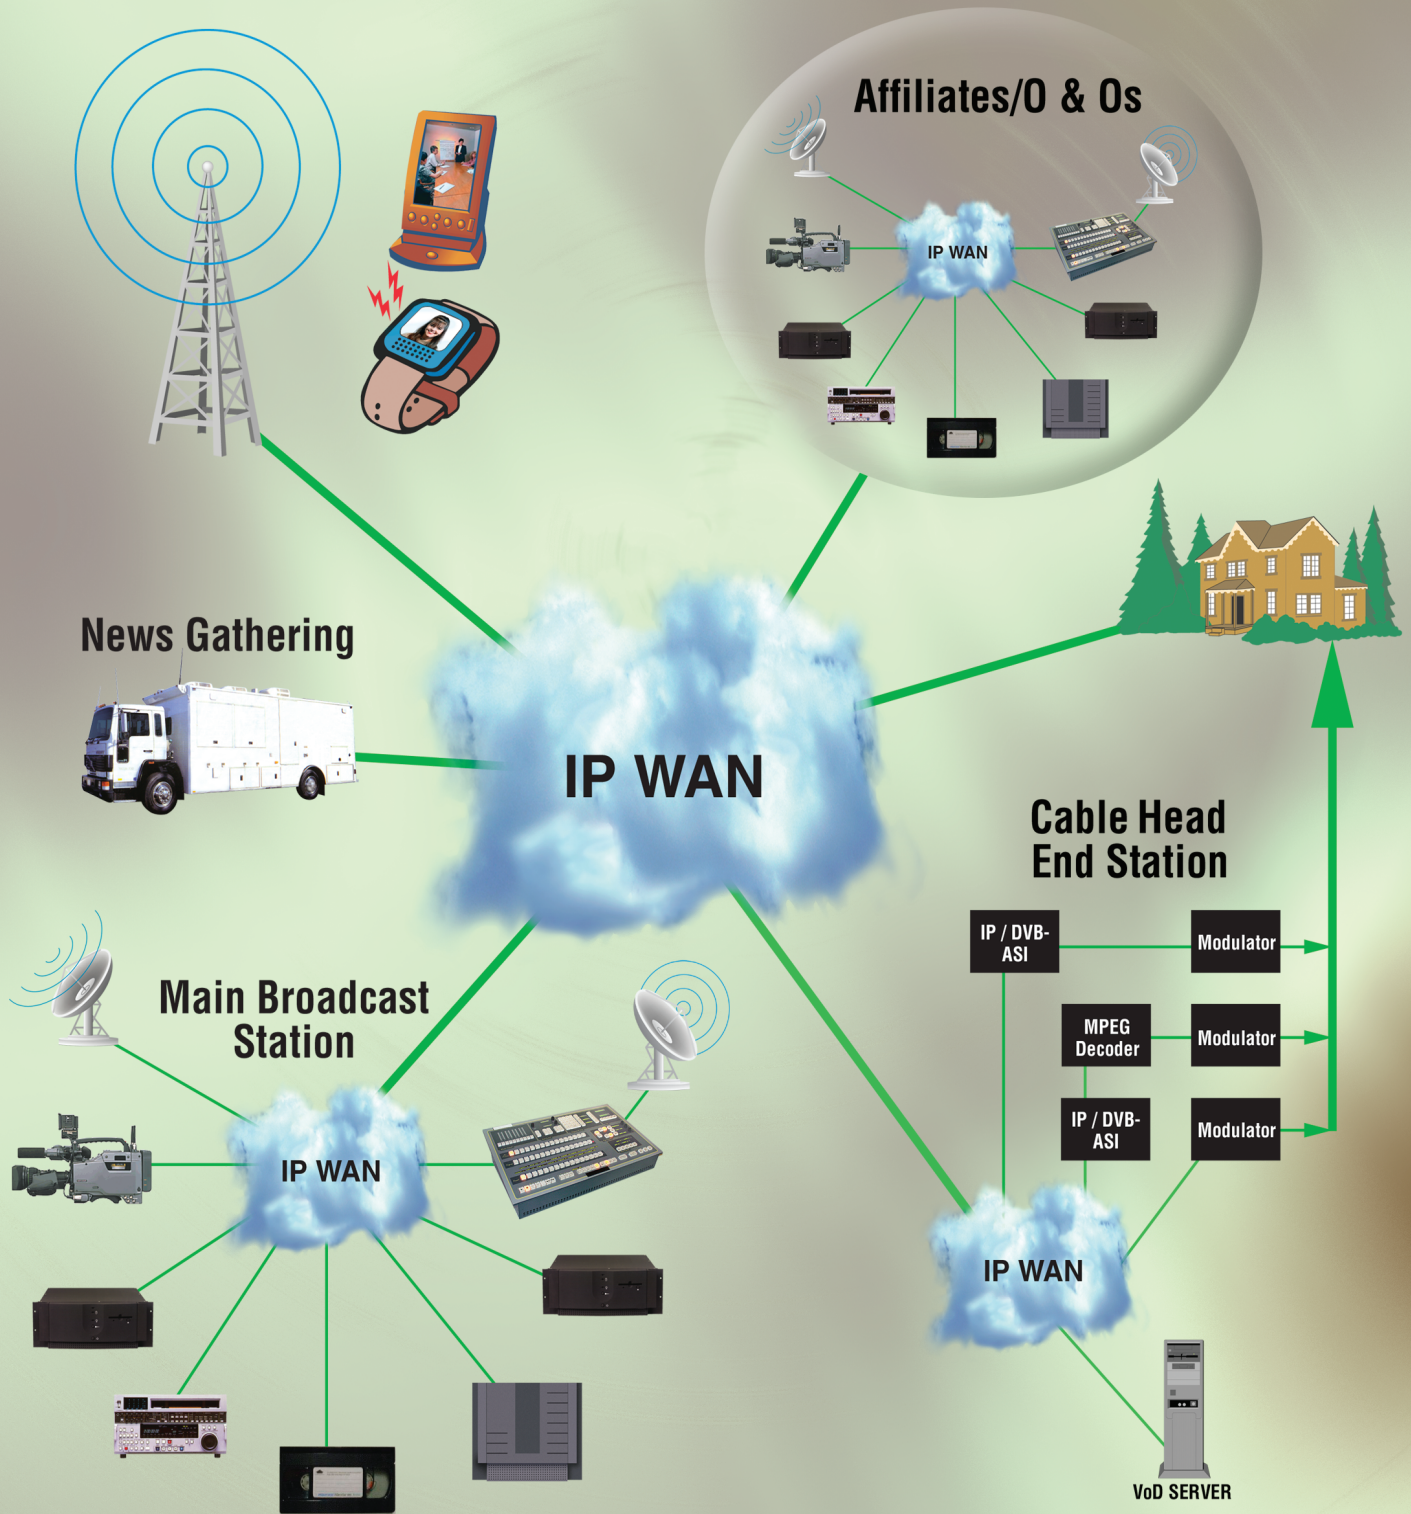 Affiliates/O & Os
IP WAN
News Gathering
IP WAN
Cable Head
End Station
IP / DVB-
ASI
Modulator
MPEG
Decoder
Modulator
IP / DVB-
ASI
Modulator
Main Broadcast
Station
IP WAN
IP WAN
VoD SERVER